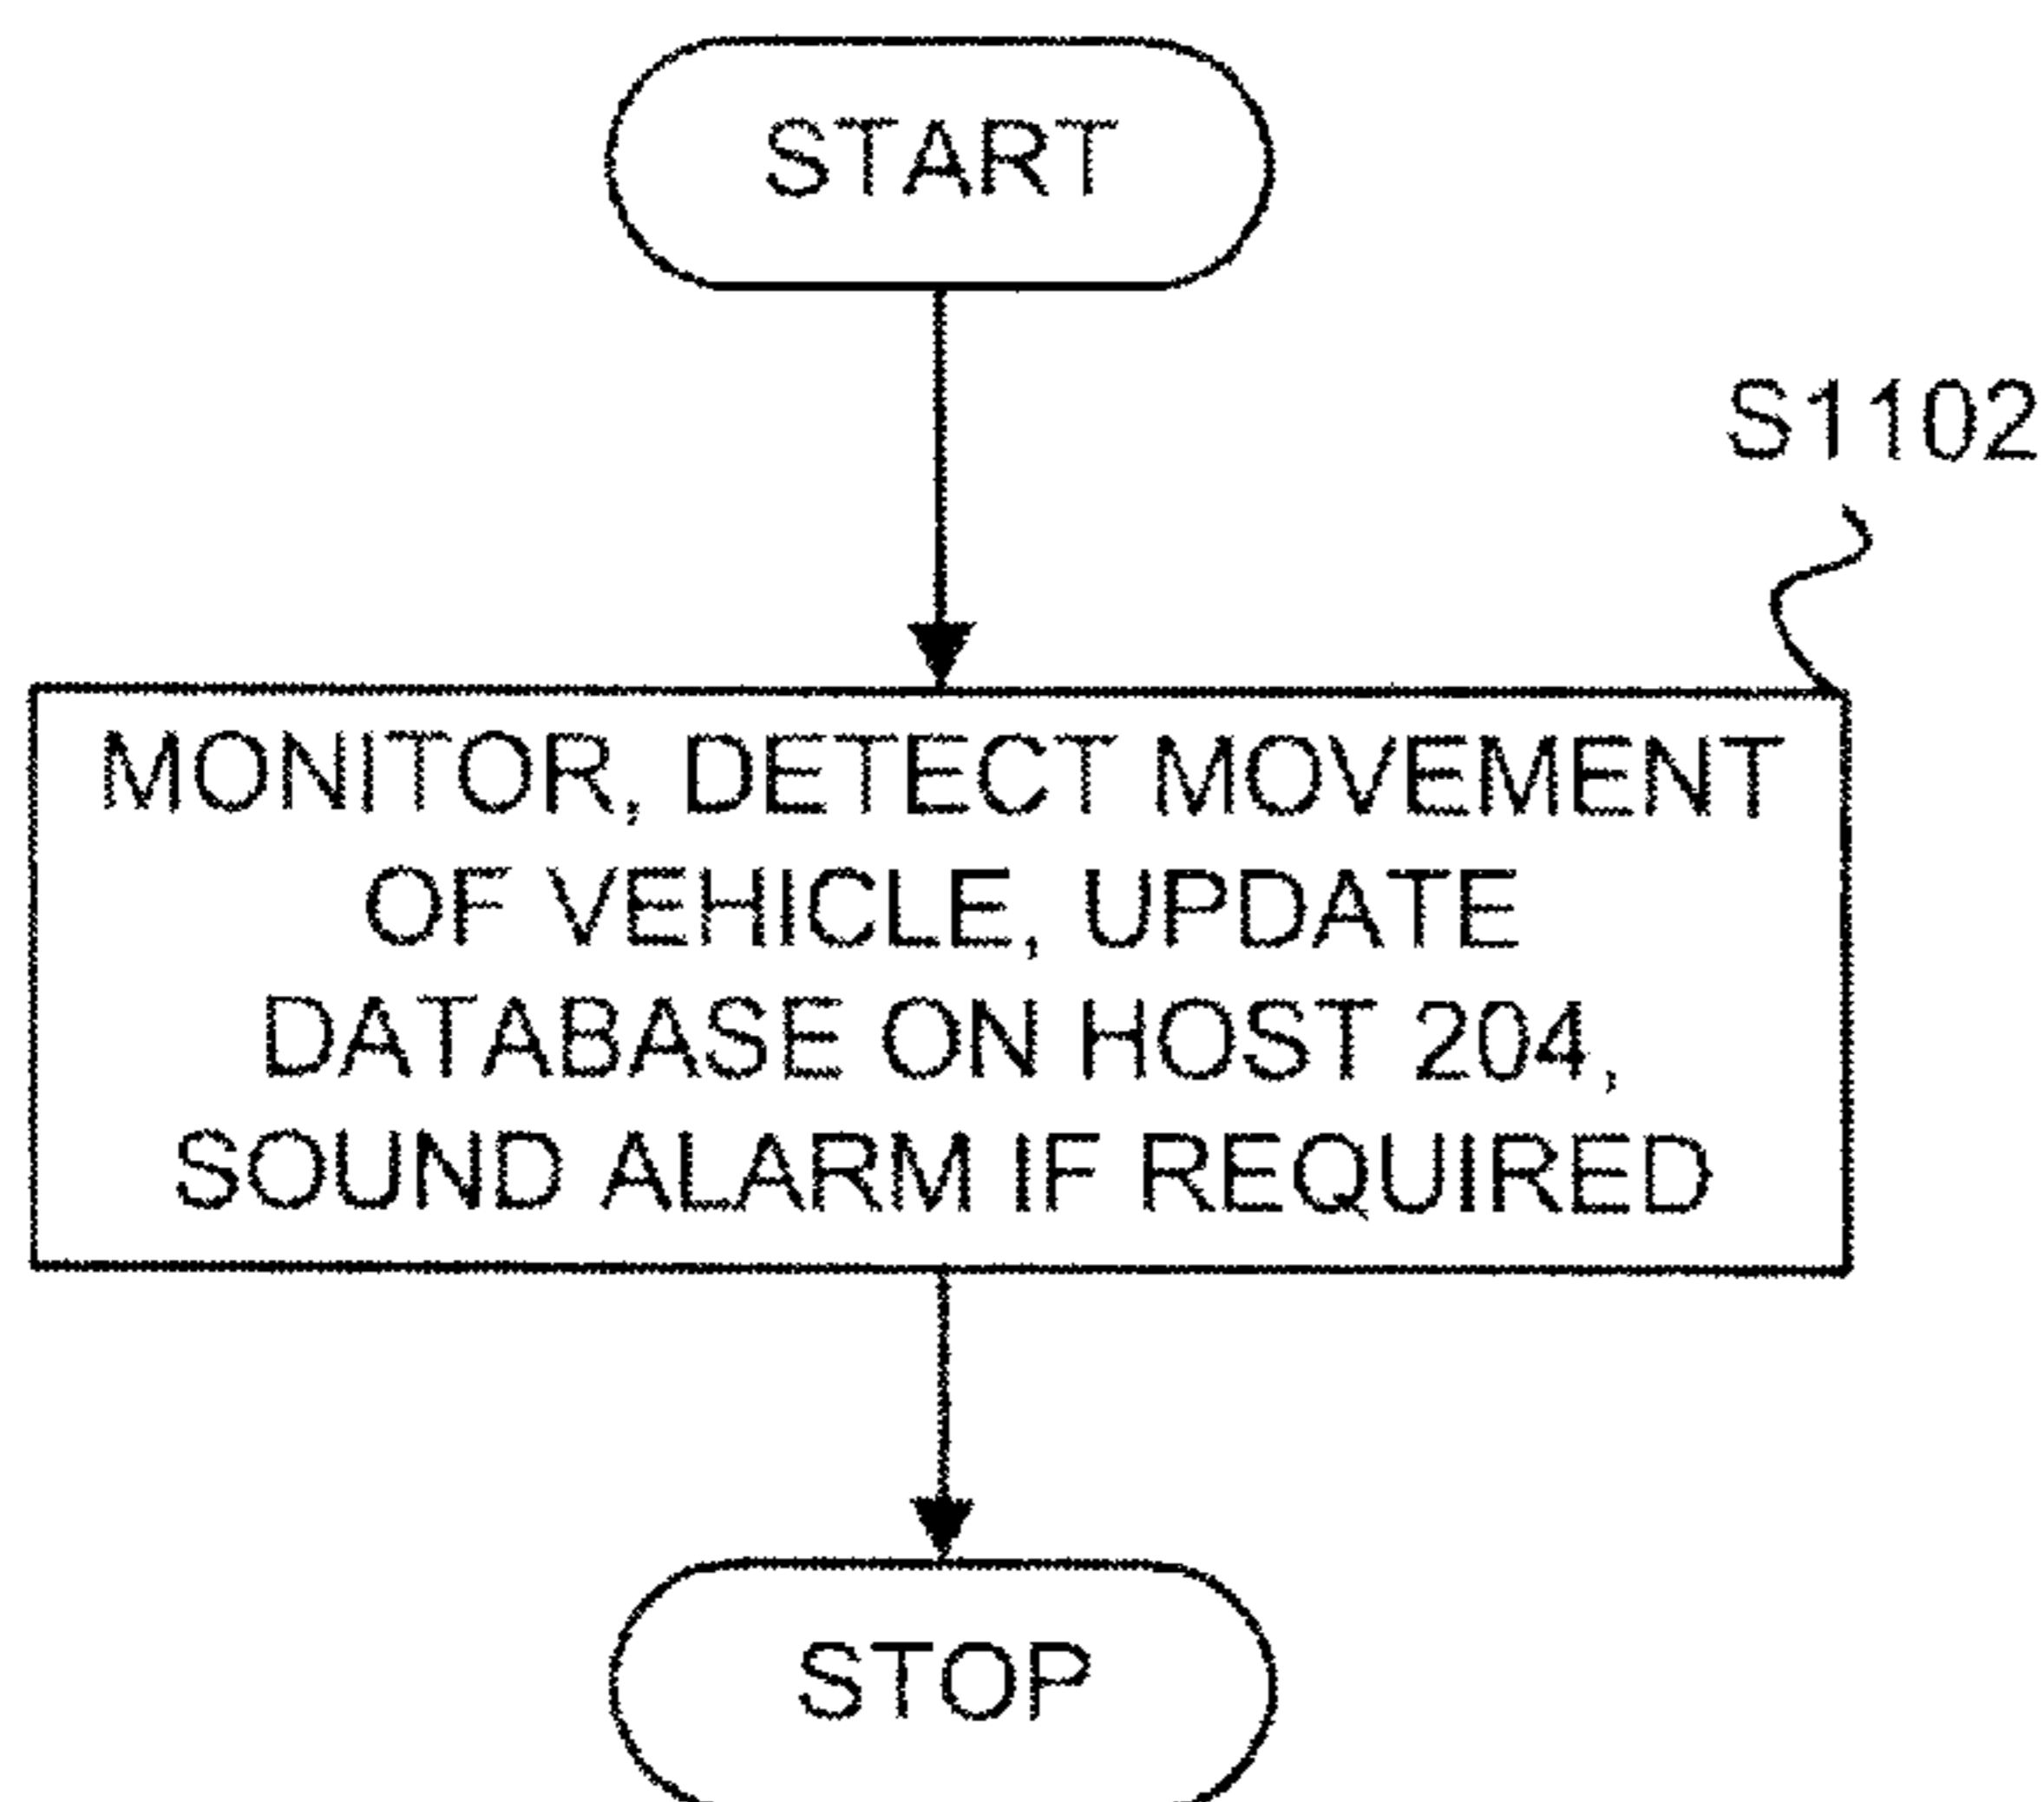 START
S1102
MONITOR, DETECT MOVEMENT
OF VEHICLE, UPDATE
DATABASE ON HOST 204,
SOUND ALARM IF REQUIRED
STOP